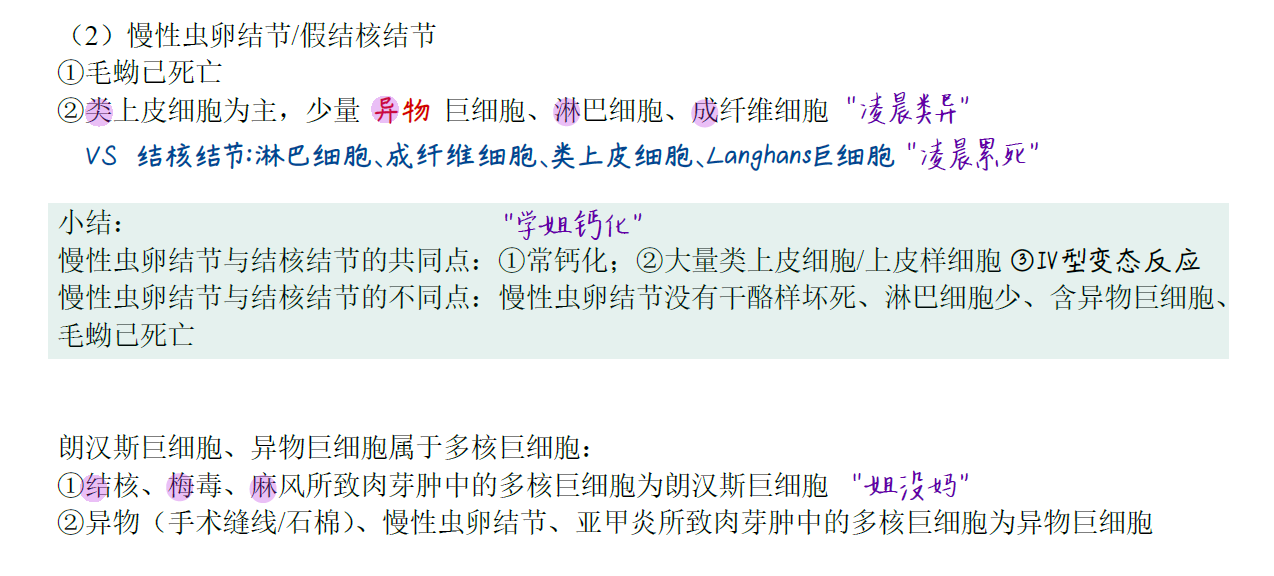 （2）慢性虫卵结节/假结核结节
①毛蚴已死亡
②类上皮细胞为主，少量 异物 巨细胞、淋巴细胞、成纤维细胞 "凌晨类异"
VS 结核结节:淋巴细胞、成纤维细胞、类上皮细胞、Langhans巨细胞 "凌晨累死"
小结： "学姐钙化"
慢性虫卵结节与结核结节的共同点：①常钙化；②大量类上皮细胞/上皮样细胞 ③IV型变态反应
慢性虫卵结节与结核结节的不同点：慢性虫卵结节没有干酪样坏死、淋巴细胞少、含异物巨细胞、
毛蚴已死亡
朗汉斯巨细胞、异物巨细胞属于多核巨细胞：
①结核、梅毒、麻风所致肉芽肿中的多核巨细胞为朗汉斯巨细胞 "姐没妈"
②异物（手术缝线/石棉）、慢性虫卵结节、亚甲炎所致肉芽肿中的多核巨细胞为异物巨细胞